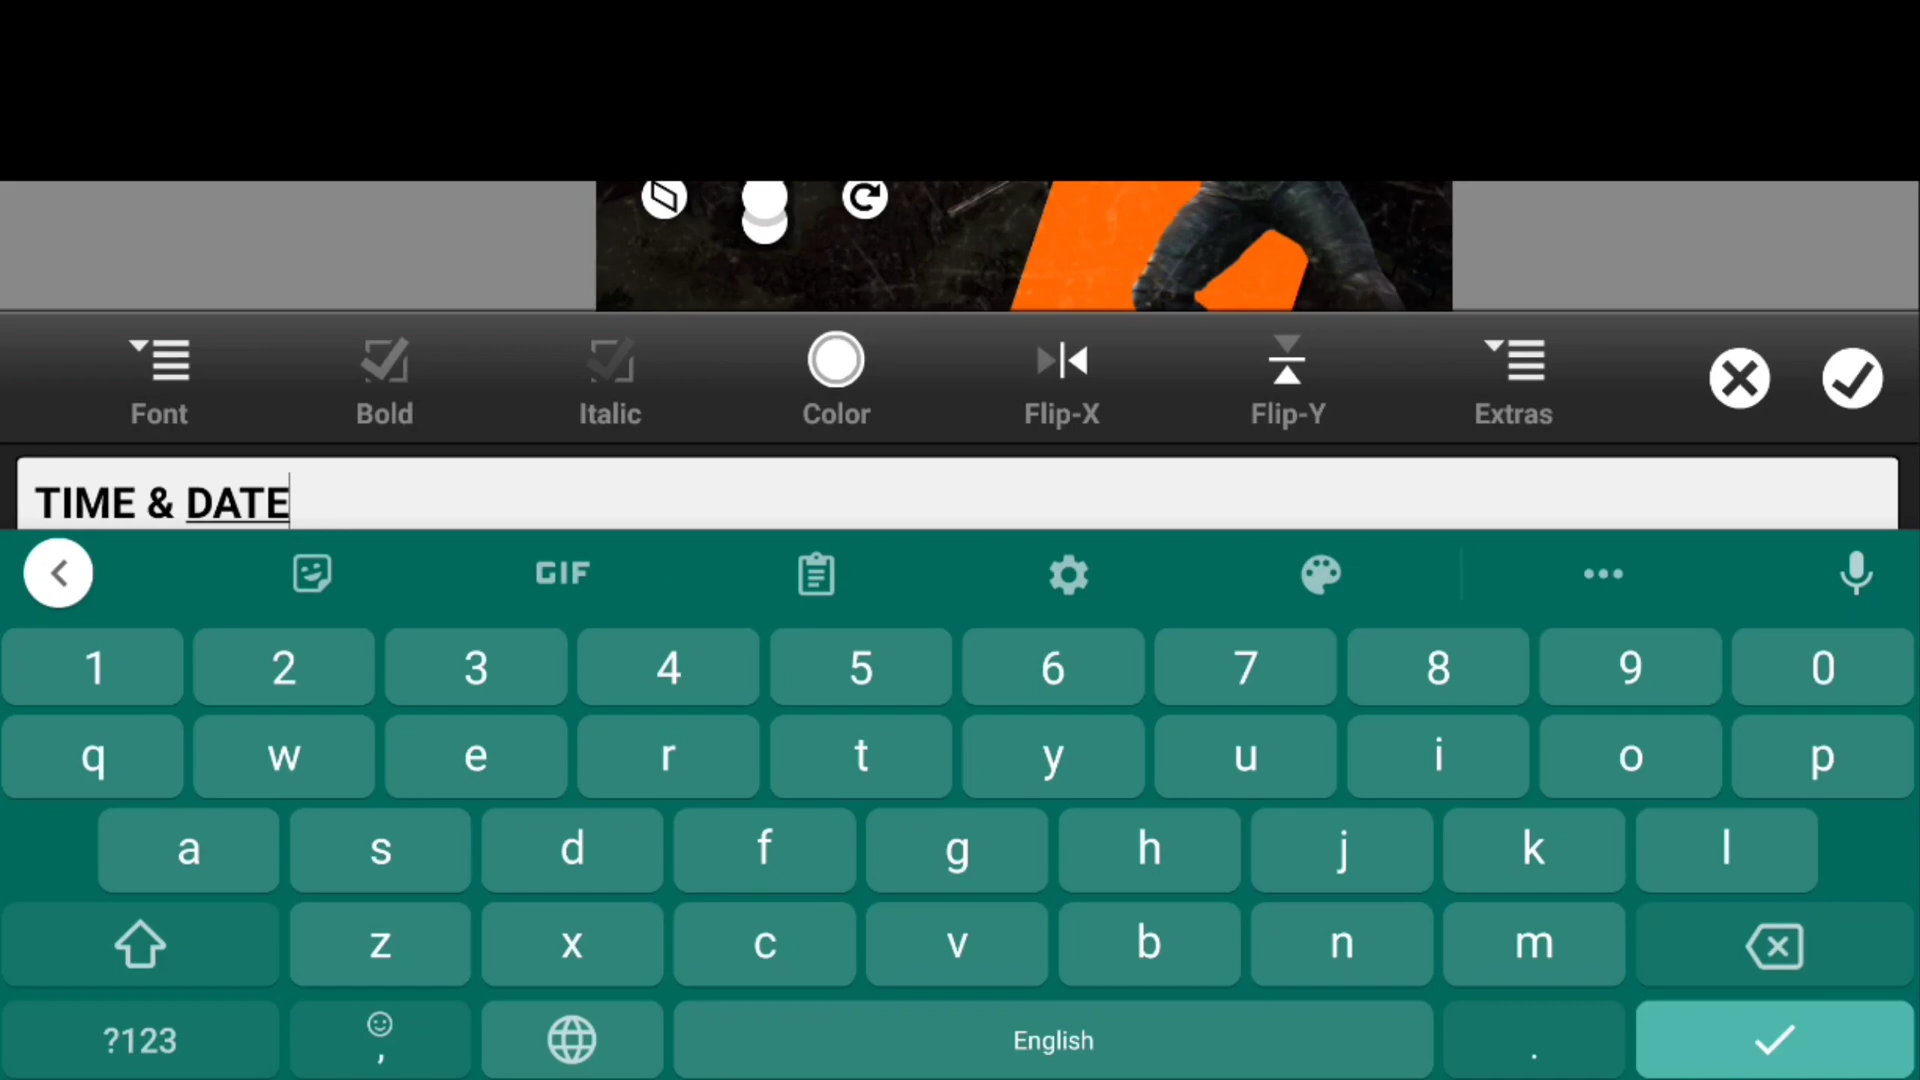 Font Bold Italic Color Flip-X Flip-Y Extras
TIME & DATE
GIF
1 2 3 4 5 6 7 8 9 0
q w e r t y u i o p
a s d f g h j k l
z x c v b n m
?123 , English .